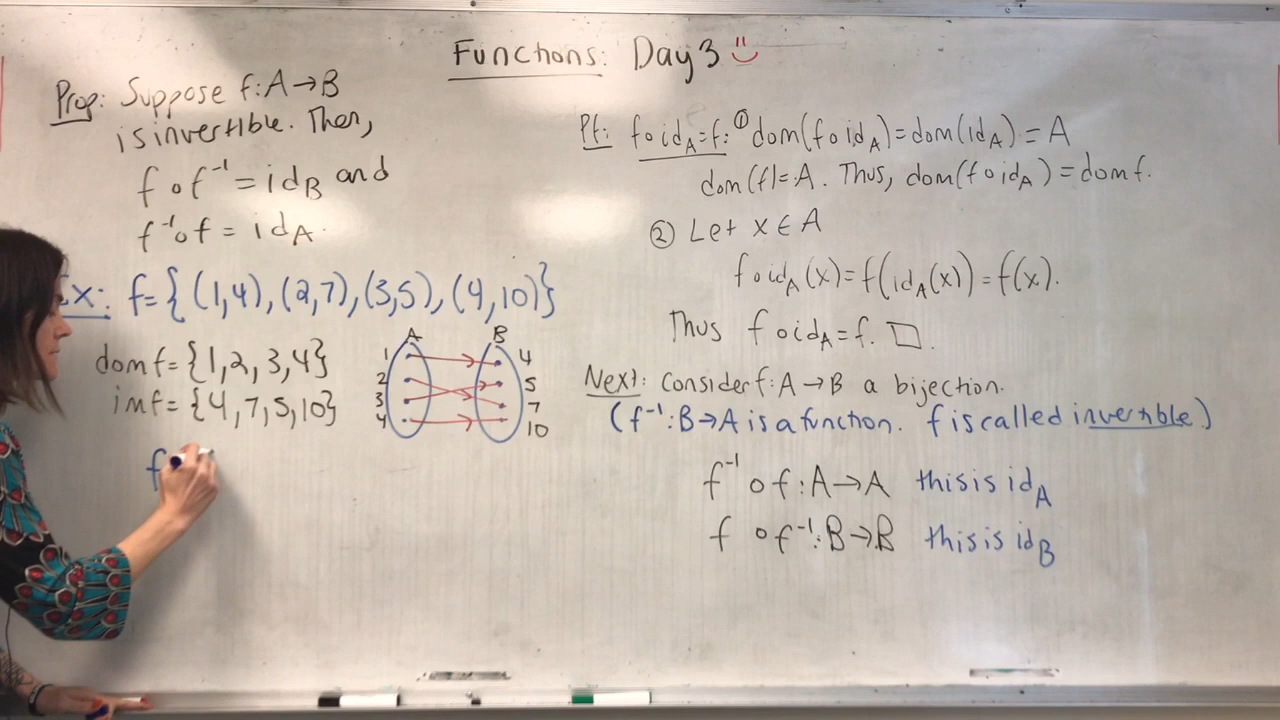 Functions: Day 3
Prop: Suppose f:A→B
is invertible. Then,
f∘f⁻¹ = id_B and
f⁻¹∘f = id_A.
Ex: f={(1,4),(2,7),(3,5),(4,10)}
dom f={1,2,3,4}
im f={4,7,5,10}
A B
1 4
2 5
3 7
4 10
f
Pf: f∘id_A=f: ① dom(f∘id_A)=dom(id_A)=A
dom(f)=A. Thus, dom(f∘id_A)=dom f.
② Let x∈A
f∘id_A(x)=f(id_A(x))=f(x).
Thus f∘id_A=f. □.
Next: Consider f:A→B a bijection.
(f⁻¹:B→A is a function. f is called invertible.)
f⁻¹∘f:A→A this is id_A
f∘f⁻¹:B→B this is id_B